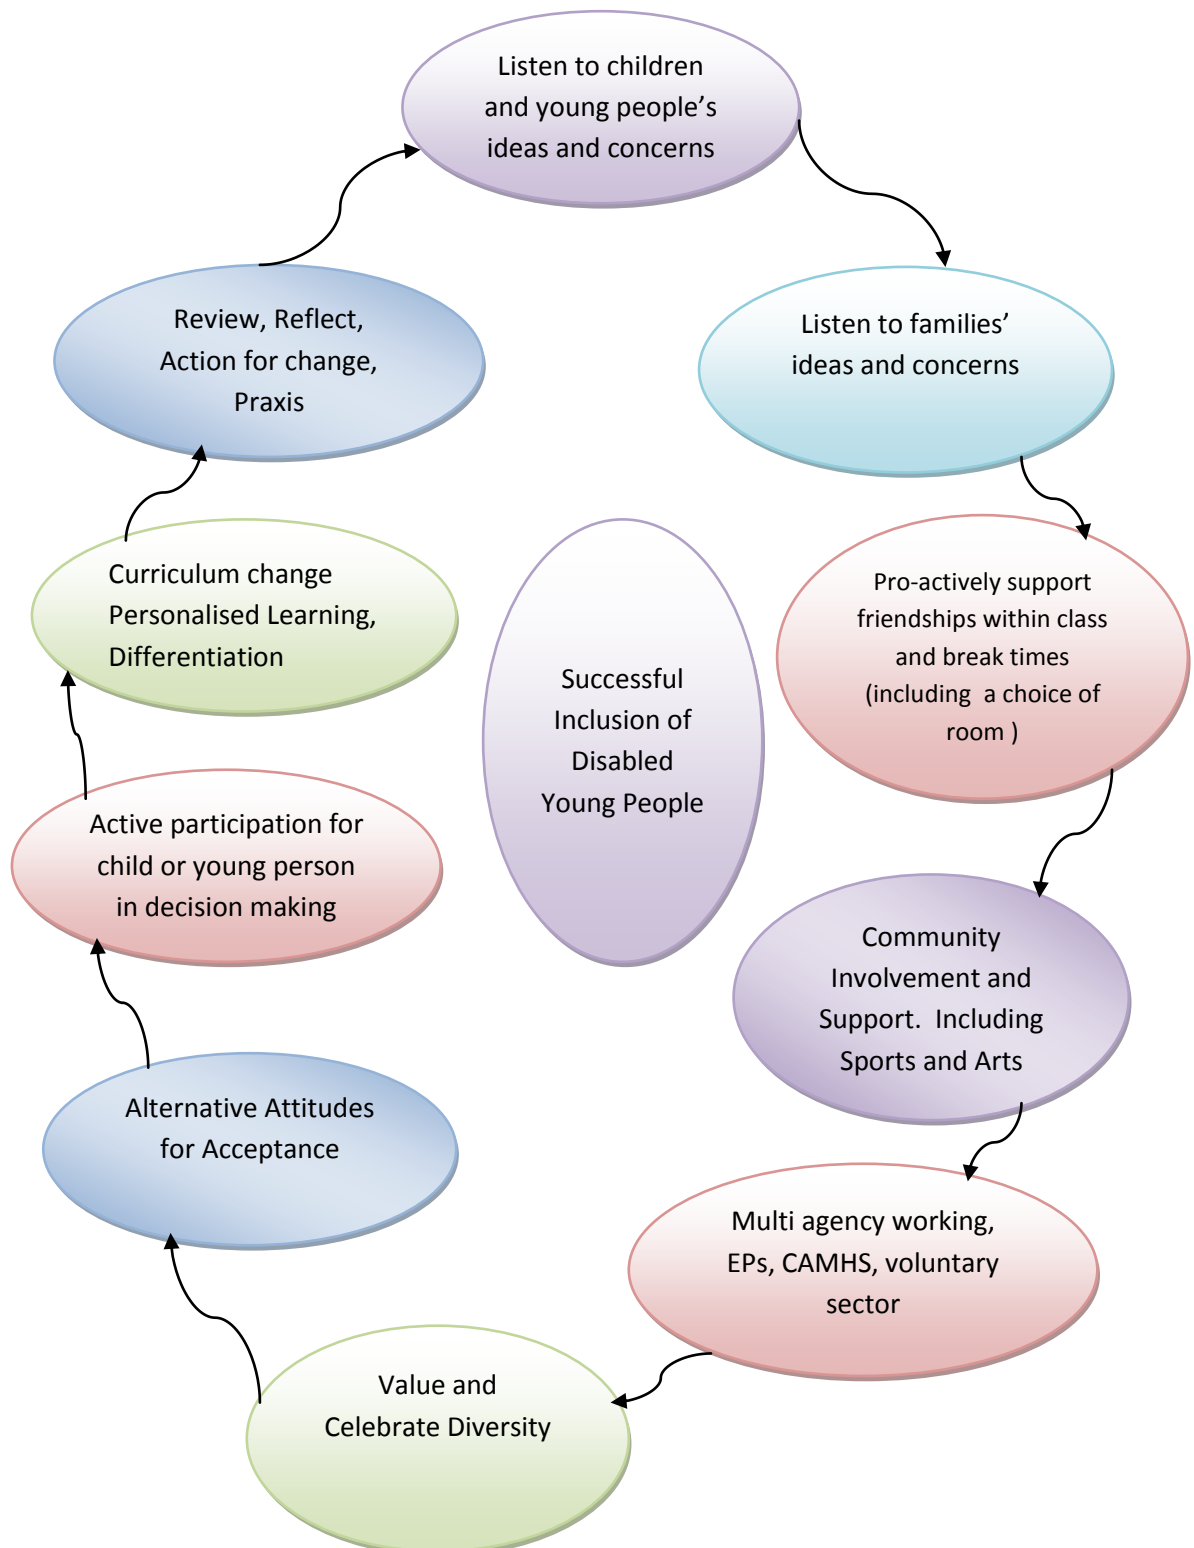 Listen to children
and young people’s
ideas and concerns
Listen to families’
ideas and concerns
Pro-actively support
friendships within class
and break times
(including  a choice of
room )
Community
Involvement and
Support.  Including
Sports and Arts
Multi agency working,
EPs, CAMHS, voluntary
sector
Value and
Celebrate Diversity
Alternative Attitudes
for Acceptance
Active participation for
child or young person
in decision making
Curriculum change
Personalised Learning,
Differentiation
Review, Reflect,
Action for change,
Praxis
Successful
Inclusion of
Disabled
Young People